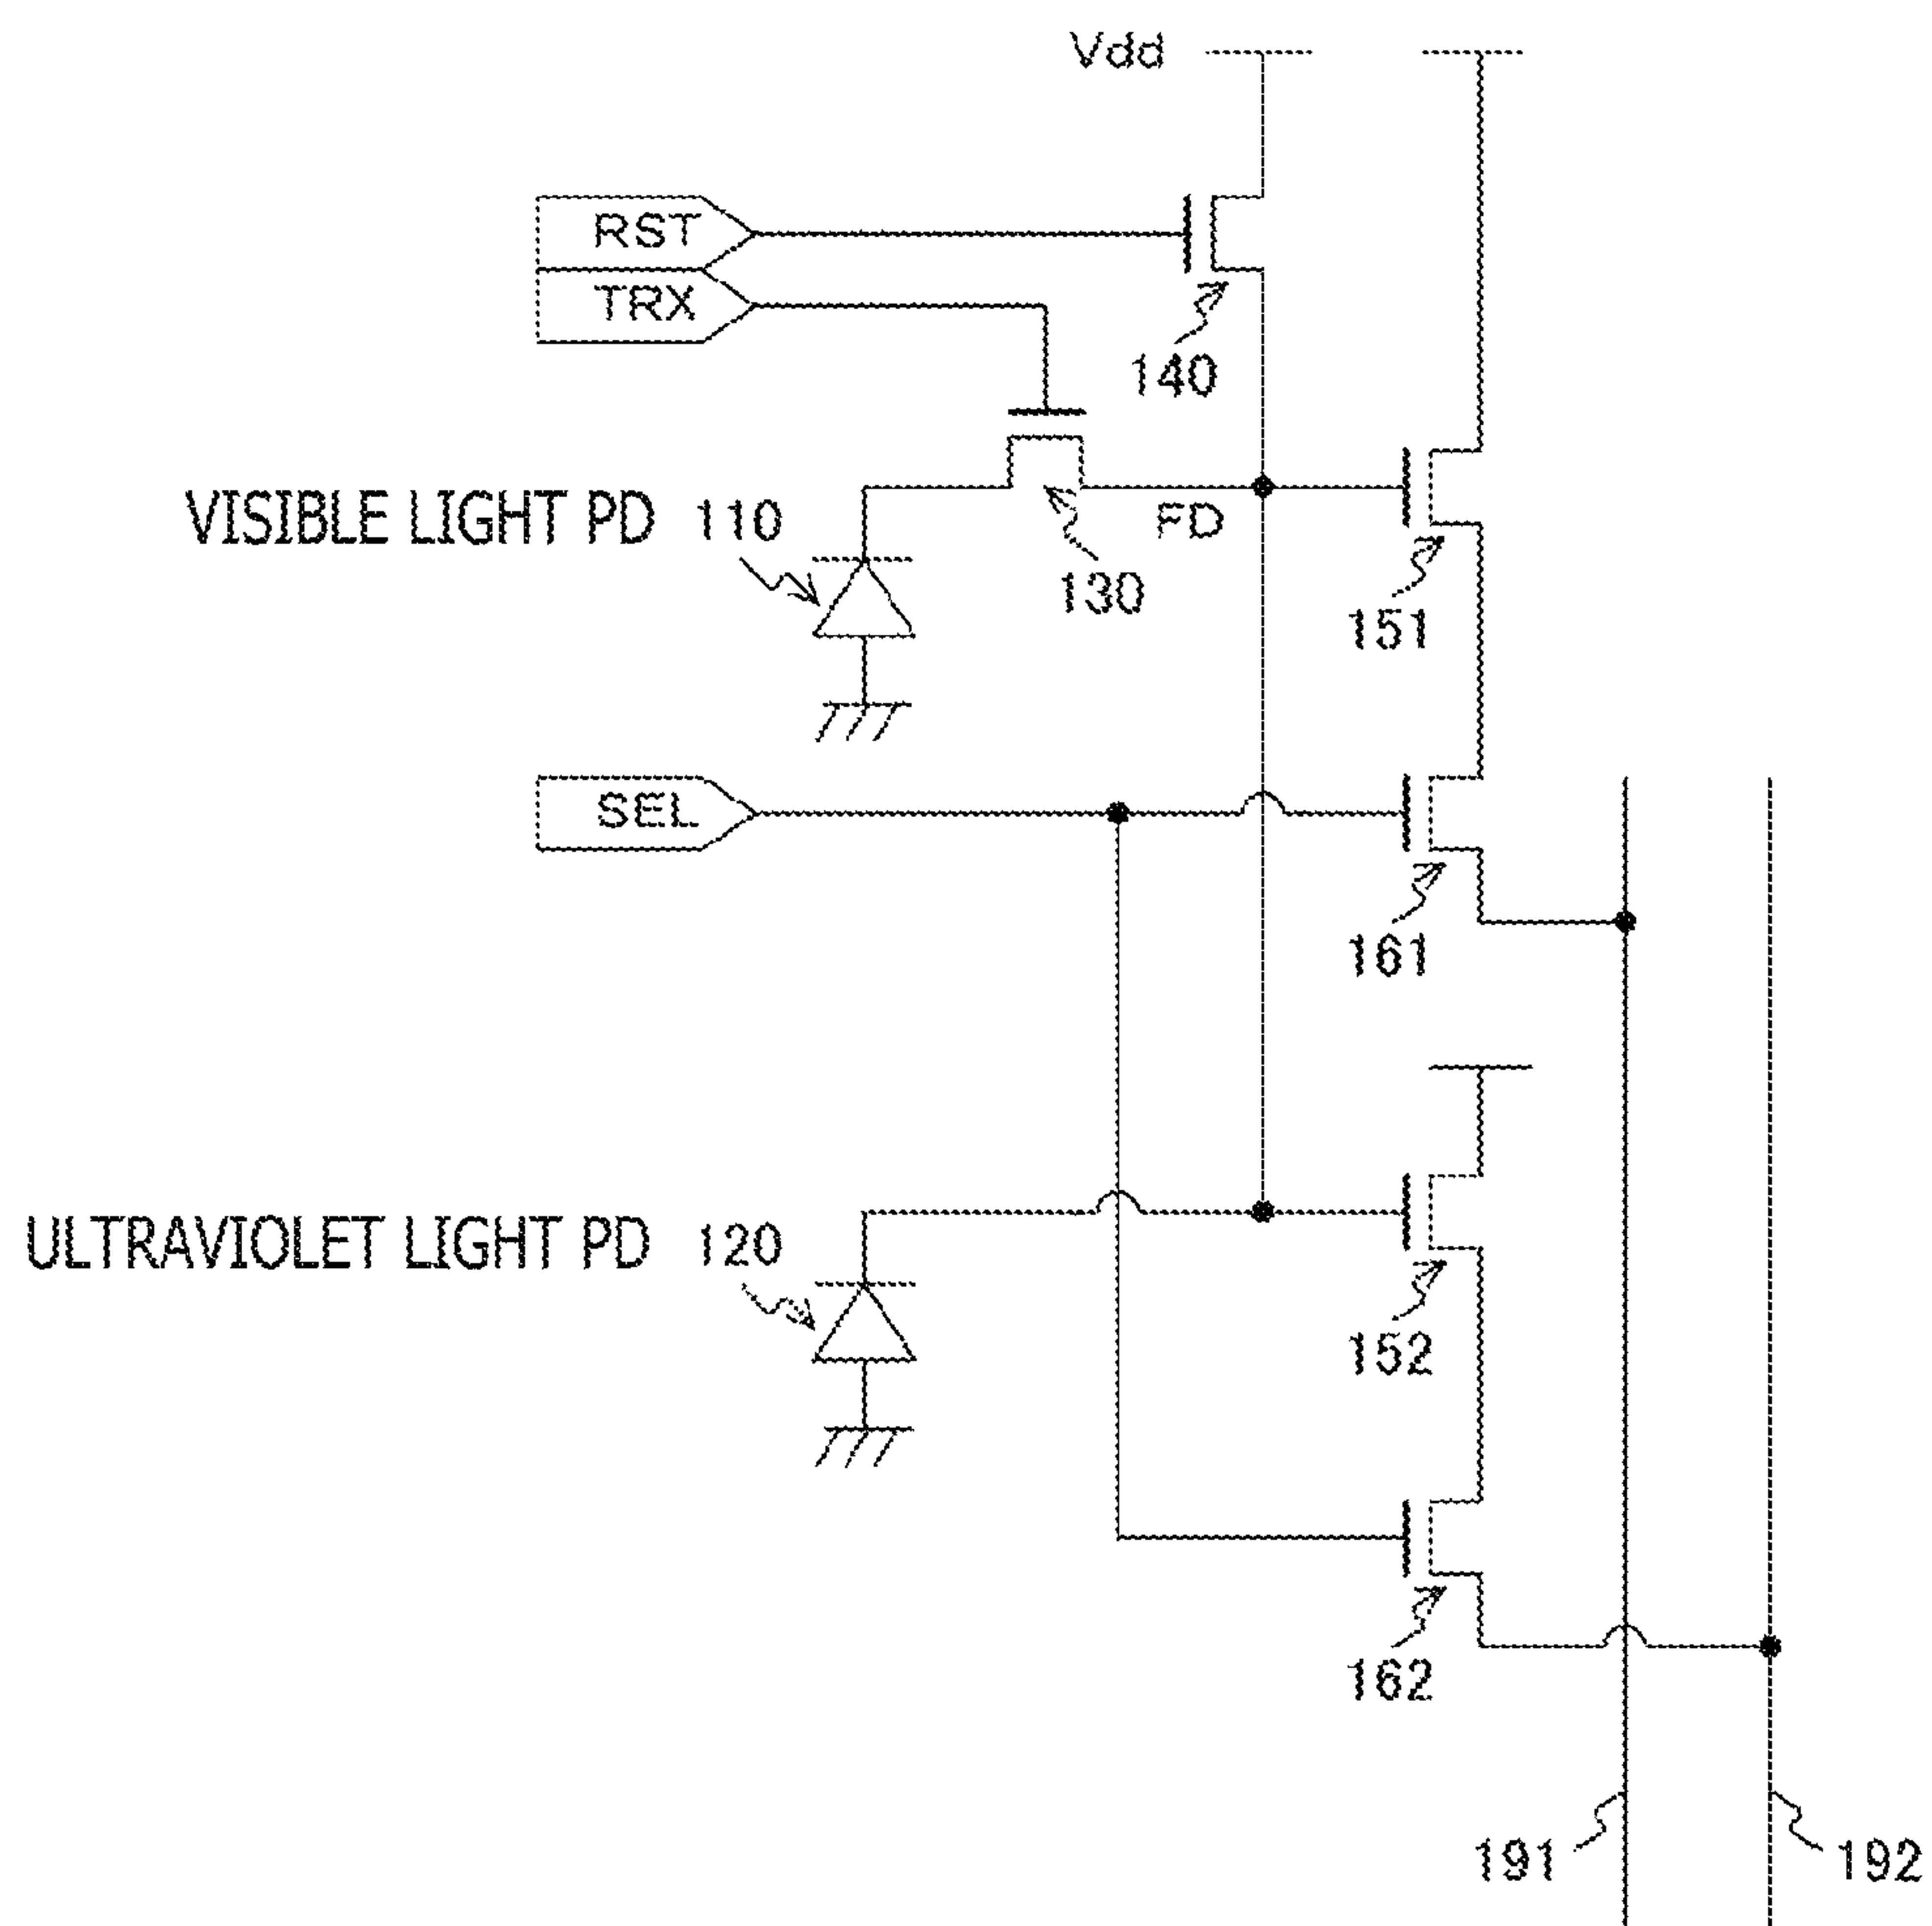 Vdd
RST
TRX
140
VISIBLE LIGHT PD 110
FD
130
151
SEL
161
ULTRAVIOLET LIGHT PD 120
152
162
191
192